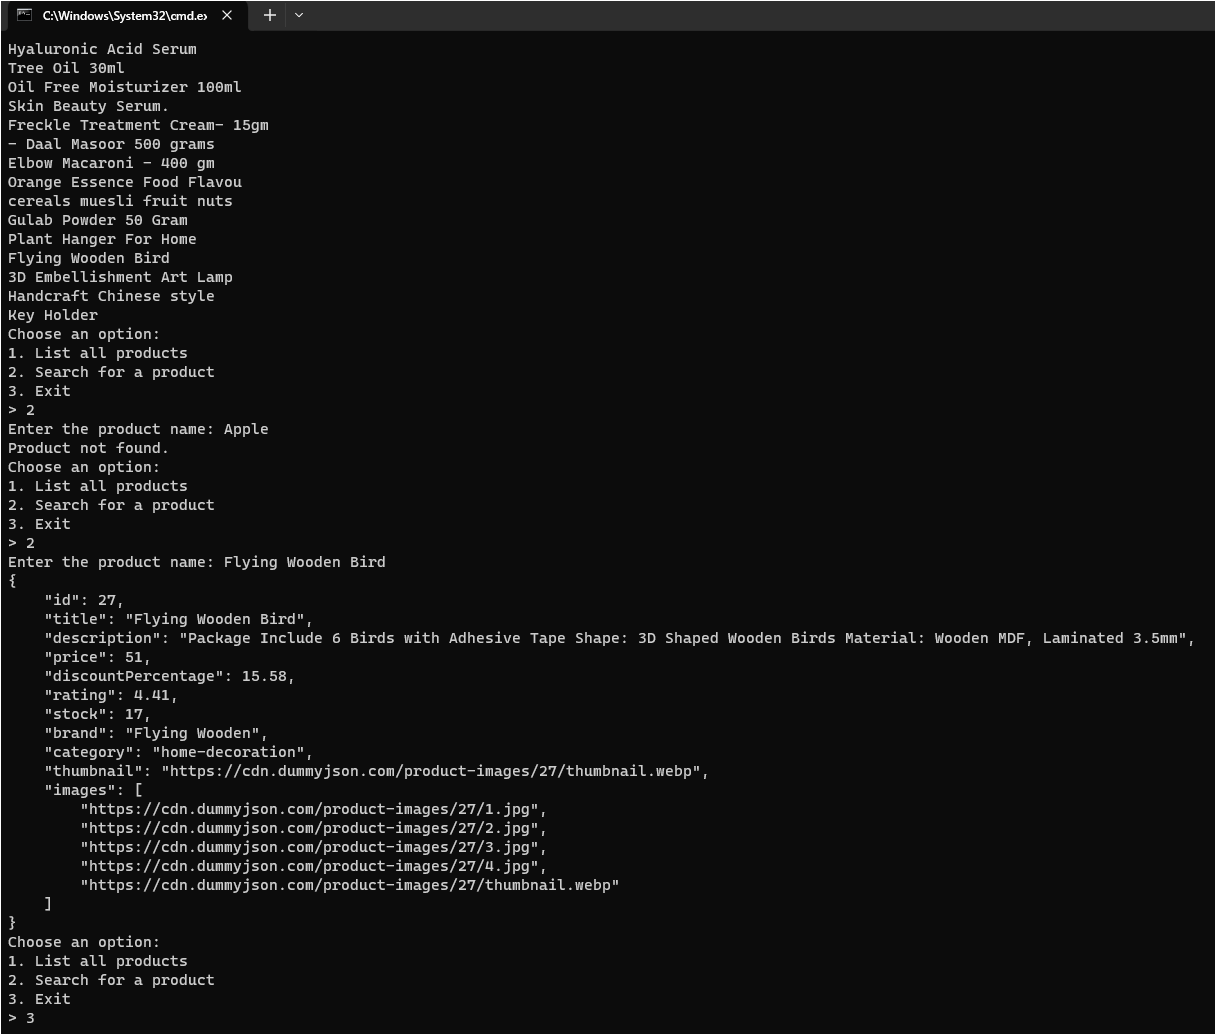 C:\Windows\System32\cmd.ex
Hyaluronic Acid Serum
Tree Oil 30ml
Oil Free Moisturizer 100ml
Skin Beauty Serum.
Freckle Treatment Cream- 15gm
- Daal Masoor 500 grams
Elbow Macaroni - 400 gm
Orange Essence Food Flavou
cereals muesli fruit nuts
Gulab Powder 50 Gram
Plant Hanger For Home
Flying Wooden Bird
3D Embellishment Art Lamp
Handcraft Chinese style
Key Holder
Choose an option:
1. List all products
2. Search for a product
3. Exit
> 2
Enter the product name: Apple
Product not found.
Choose an option:
1. List all products
2. Search for a product
3. Exit
> 2
Enter the product name: Flying Wooden Bird
{
    "id": 27,
    "title": "Flying Wooden Bird",
    "description": "Package Include 6 Birds with Adhesive Tape Shape: 3D Shaped Wooden Birds Material: Wooden MDF, Laminated 3.5mm",
    "price": 51,
    "discountPercentage": 15.58,
    "rating": 4.41,
    "stock": 17,
    "brand": "Flying Wooden",
    "category": "home-decoration",
    "thumbnail": "https://cdn.dummyjson.com/product-images/27/thumbnail.webp",
    "images": [
        "https://cdn.dummyjson.com/product-images/27/1.jpg",
        "https://cdn.dummyjson.com/product-images/27/2.jpg",
        "https://cdn.dummyjson.com/product-images/27/3.jpg",
        "https://cdn.dummyjson.com/product-images/27/4.jpg",
        "https://cdn.dummyjson.com/product-images/27/thumbnail.webp"
    ]
}
Choose an option:
1. List all products
2. Search for a product
3. Exit
> 3